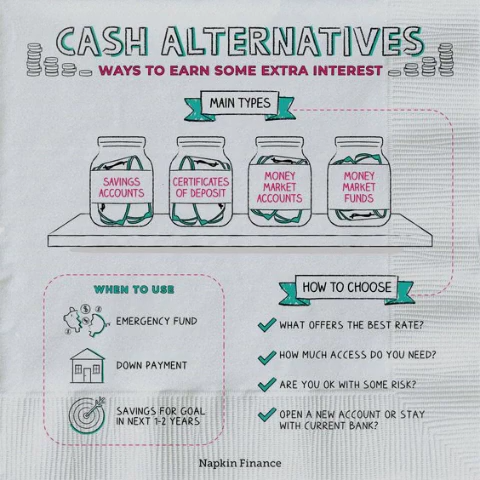 CASH ALTERNATIVES
WAYS TO EARN SOME EXTRA INTEREST
MAIN TYPES
SAVINGS
ACCOUNTS
CERTIFICATES
OF DEPOSIT
MONEY
MARKET
ACCOUNTS
MONEY
MARKET
FUNDS
WHEN TO USE
EMERGENCY FUND
DOWN PAYMENT
SAVINGS FOR GOAL
IN NEXT 1-2 YEARS
HOW TO CHOOSE
WHAT OFFERS THE BEST RATE?
HOW MUCH ACCESS DO YOU NEED?
ARE YOU OK WITH SOME RISK?
OPEN A NEW ACCOUNT OR STAY
WITH CURRENT BANK?
Napkin Finance